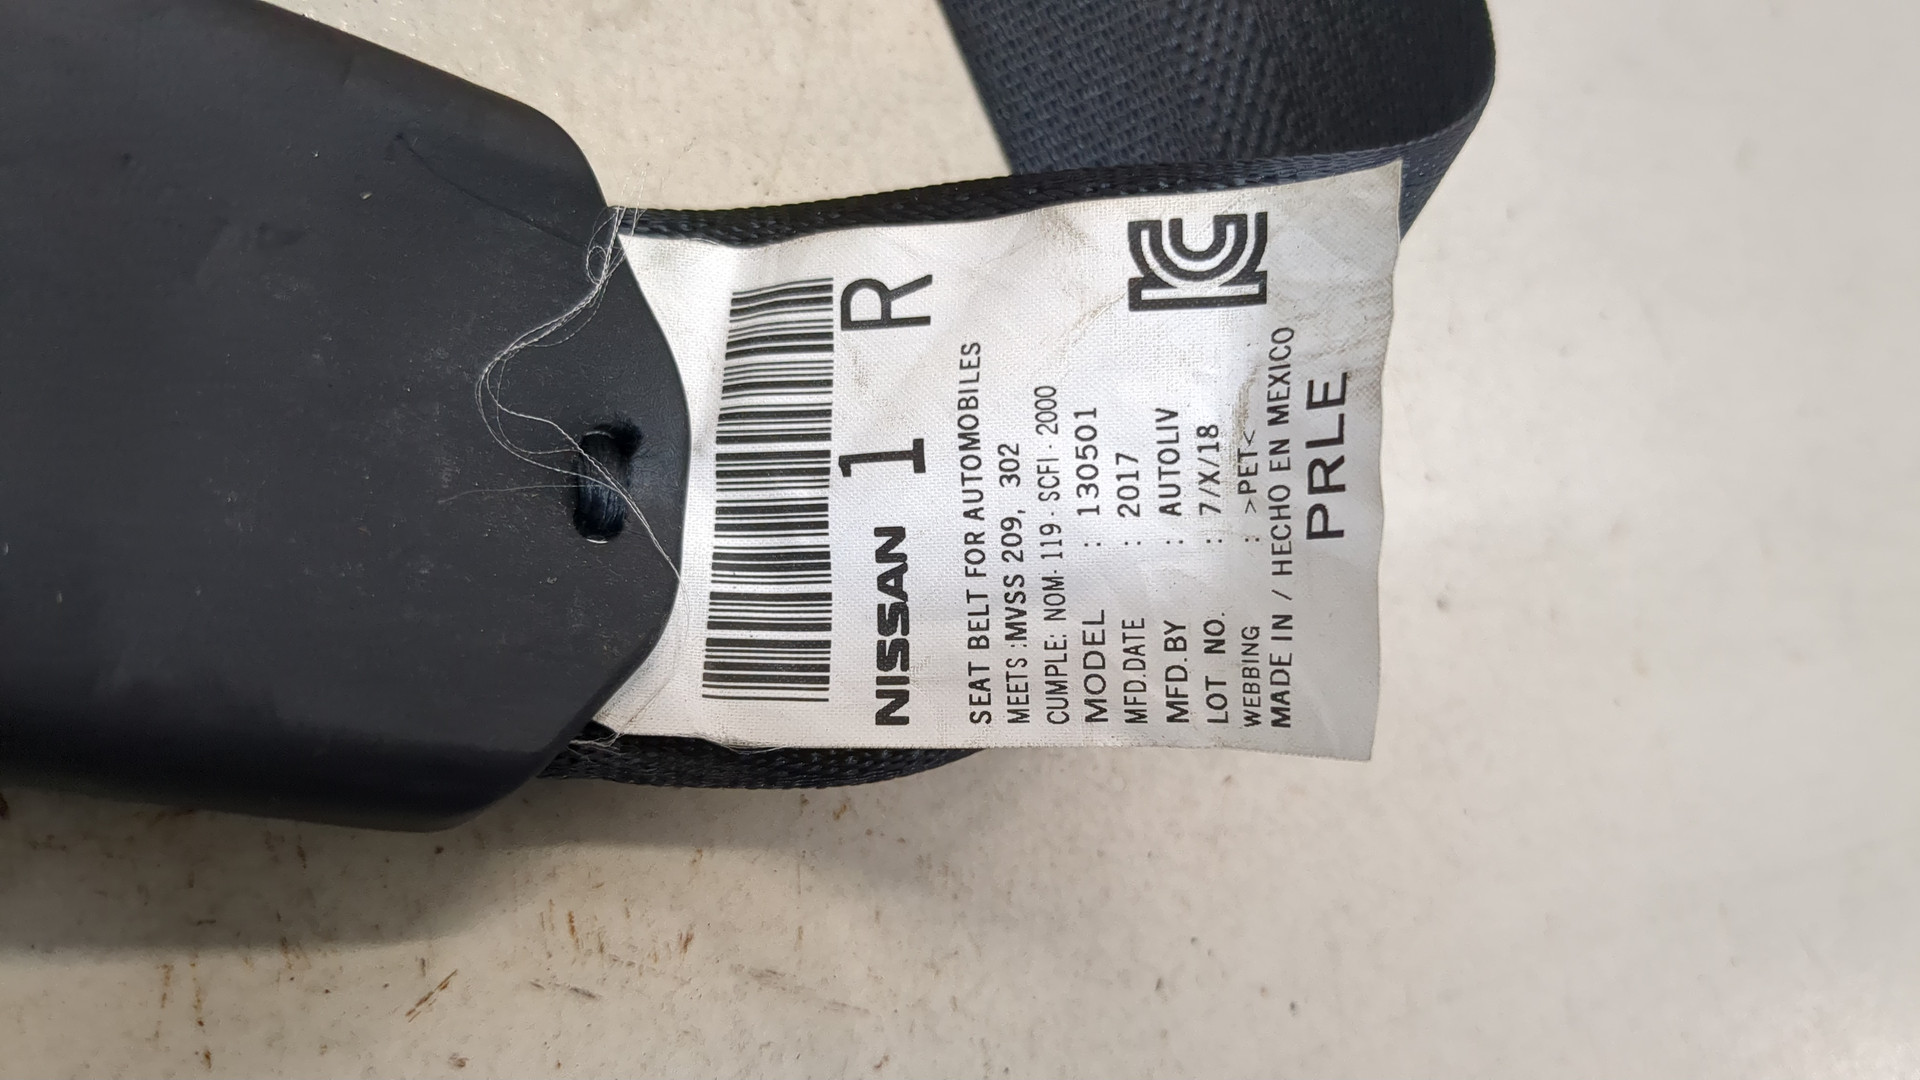 NISSAN 1 R
SEAT BELT FOR AUTOMOBILES
MEETS :MVSS 209, 302
CUMPLE: NOM- 119 - SCFI - 2000
MODEL : 130501
MFD.DATE : 2017
MFD.BY : AUTOLIV
LOT NO. : 7/X/18
WEBBING : >PET<
MADE IN / HECHO EN MEXICO
PRLE